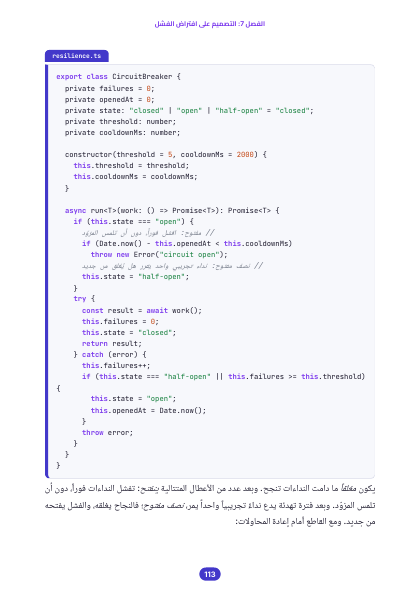 الفصل 7: التصميم على افتراض الفشل
resilience.ts
export class CircuitBreaker {
  private failures = 0;
  private openedAt = 0;
  private state: "closed" | "open" | "half-open" = "closed";
  private threshold: number;
  private cooldownMs: number;

  constructor(threshold = 5, cooldownMs = 2000) {
    this.threshold = threshold;
    this.cooldownMs = cooldownMs;
  }

  async run<T>(work: () => Promise<T>): Promise<T> {
    if (this.state === "open") {
      // مفتوح: افشل فوراً، دون أن تلمس المزوّد
      if (Date.now() - this.openedAt < this.cooldownMs)
        throw new Error("circuit open");
      // نصف مفتوح: نداء تجريبي واحد يقرر هل يُغلق من جديد
      this.state = "half-open";
    }
    try {
      const result = await work();
      this.failures = 0;
      this.state = "closed";
      return result;
    } catch (error) {
      this.failures++;
      if (this.state === "half-open" || this.failures >= this.threshold)
{
        this.state = "open";
        this.openedAt = Date.now();
      }
      throw error;
    }
  }
}
يكون مغلقاً ما دامت النداءات تنجح. وبعد عدد من الأعطال المتتالية ينفتح: تفشل النداءات فوراً، دون أن
تلمس المزوّد. وبعد فترة تهدئة يدع نداءً تجريبياً واحداً يمر، نصف مفتوح؛ فالنجاح يغلقه، والفشل يفتحه
من جديد. ومع القاطع أمام إعادة المحاولات:
113